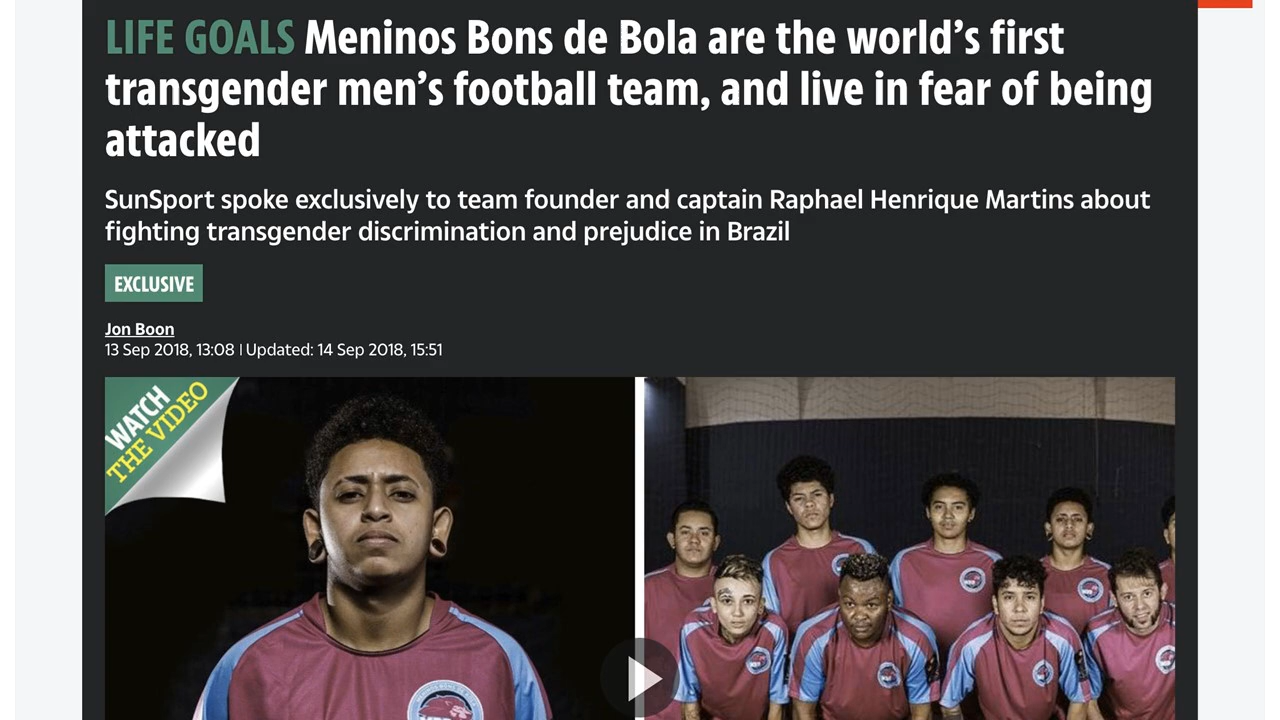 LIFE GOALS Meninos Bons de Bola are the world’s first
transgender men’s football team, and live in fear of being
attacked
SunSport spoke exclusively to team founder and captain Raphael Henrique Martins about
fighting transgender discrimination and prejudice in Brazil
EXCLUSIVE
Jon Boon
13 Sep 2018, 13:08 | Updated: 14 Sep 2018, 15:51
WATCH
THE VIDEO